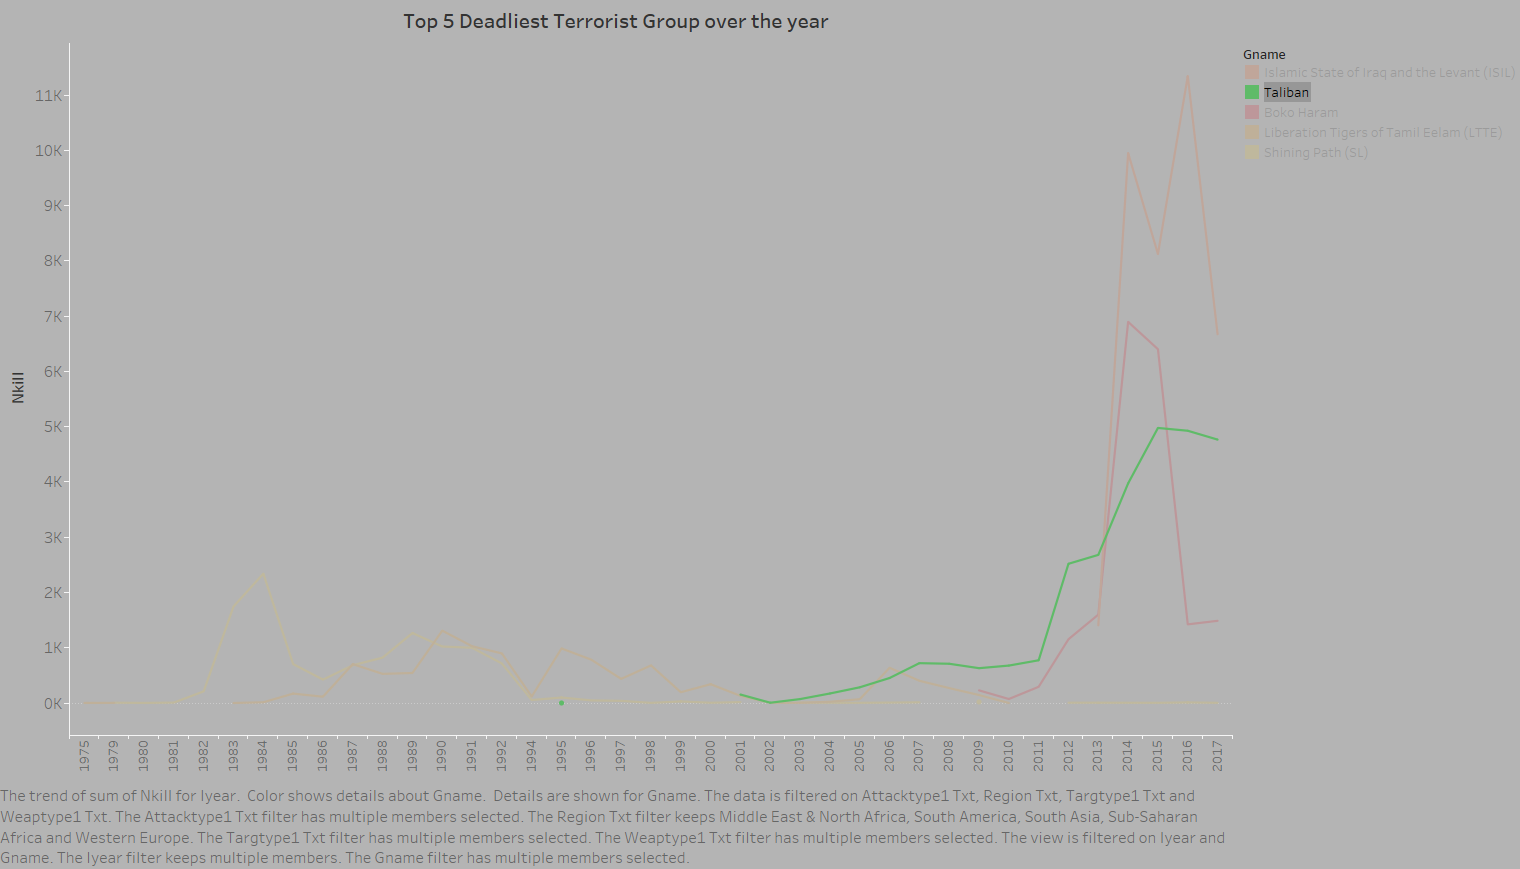 Top 5 Deadliest Terrorist Group over the year
Gname
Islamic State of Iraq and the Levant (ISIL)
Taliban
Boko Haram
Liberation Tigers of Tamil Eelam (LTTE)
Shining Path (SL)
Nkill
11K
10K
9K
8K
7K
6K
5K
4K
3K
2K
1K
0K
1975
1979
1980
1981
1982
1983
1984
1985
1986
1987
1988
1989
1990
1991
1992
1994
1995
1996
1997
1998
1999
2000
2001
2002
2003
2004
2005
2006
2007
2008
2009
2010
2011
2012
2013
2014
2015
2016
2017
The trend of sum of Nkill for Iyear.  Color shows details about Gname.  Details are shown for Gname. The data is filtered on Attacktype1 Txt, Region Txt, Targtype1 Txt and
Weaptype1 Txt. The Attacktype1 Txt filter has multiple members selected. The Region Txt filter keeps Middle East & North Africa, South America, South Asia, Sub-Saharan
Africa and Western Europe. The Targtype1 Txt filter has multiple members selected. The Weaptype1 Txt filter has multiple members selected. The view is filtered on Iyear and
Gname. The Iyear filter keeps multiple members. The Gname filter has multiple members selected.